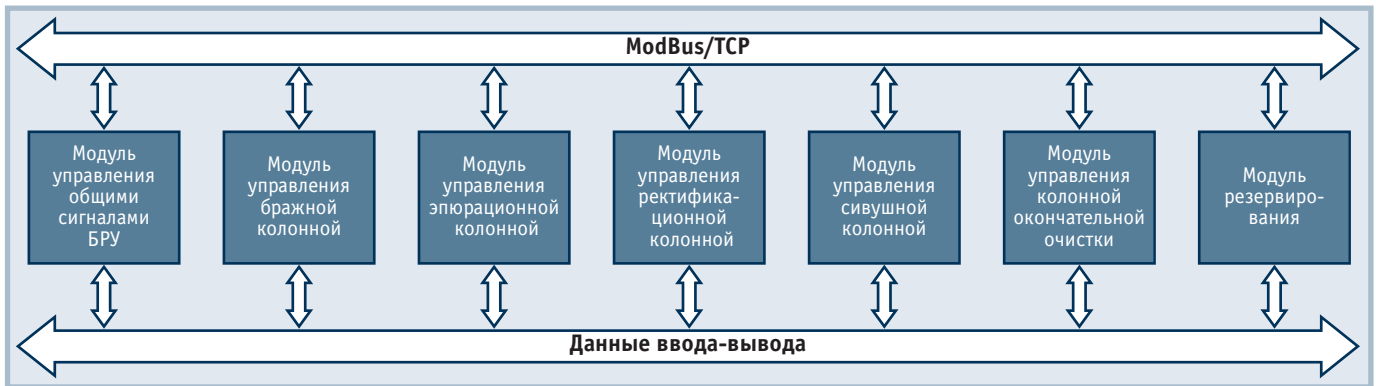 ModBus/TCP
Модуль
управления
общими
сигналами
БРУ
Модуль
управления
бражной
колонной
Модуль
управления
эпюрационной
колонной
Модуль
управления
ректифика-
ционной
колонной
Модуль
управления
сивушной
колонной
Модуль
управления
колонной
окончательной
очистки
Модуль
резервиро-
вания
Данные ввода-вывода